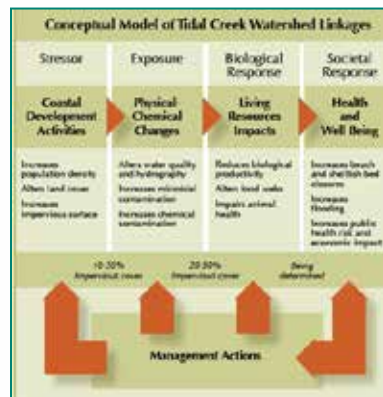 Conceptual Model of Tidal Creek Watershed Linkages
Stressor
Exposure
Biological
Response
Societal
Response
Coastal
Development
Activities
Physical-
Chemical
Changes
Living
Resources
Impacts
Health
and
Well Being
Increases
population density
Alters land cover
Increases
impervious surface
Alters water quality
and hydrography
Increases microbial
contamination
Increases chemical
contamination
Reduces biological
productivity
Alters food webs
Impairs animal
health
Increases beach
and shellfish bed
closures
Increases
flooding
Increases public
health risk and
economic impact
Impervious cover
Impervious cover
Being
determined
Management Actions